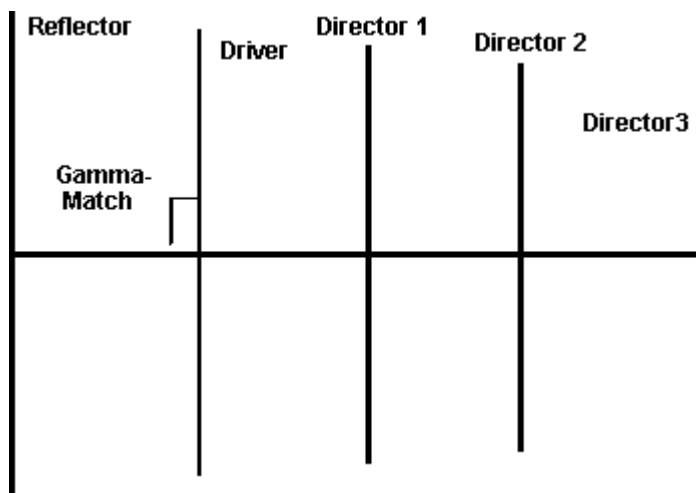 Reflector
Driver
Director 1
Director 2
Director3
Gamma-
Match